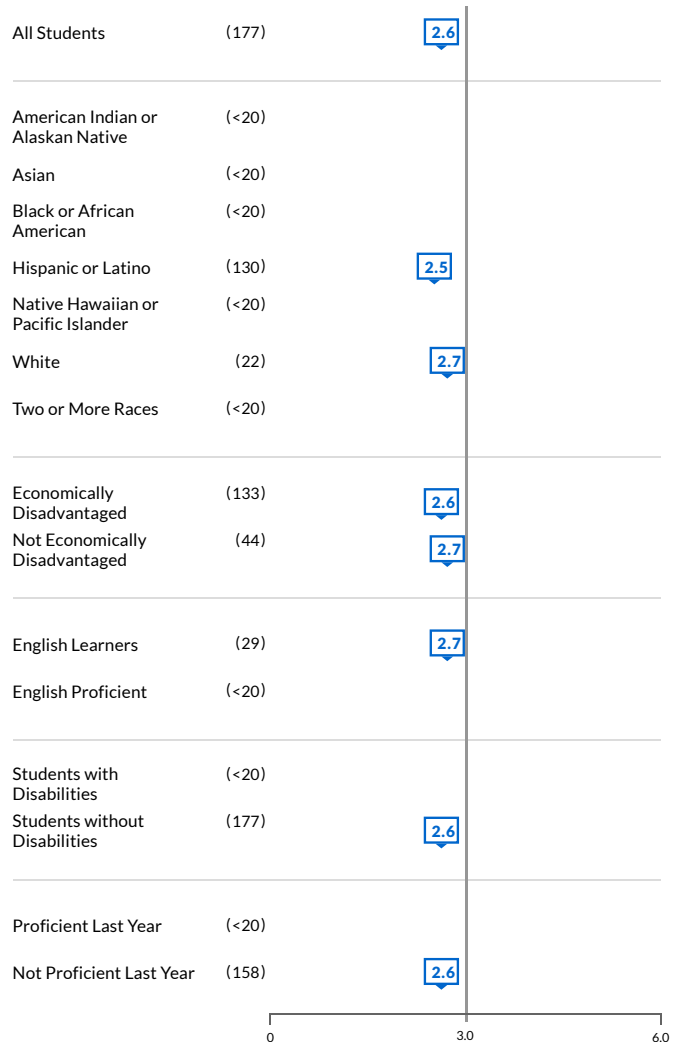 All Students (177) 2.6
American Indian or (<20)
Alaskan Native
Asian (<20)
Black or African (<20)
American
Hispanic or Latino (130) 2.5
Native Hawaiian or (<20)
Pacific Islander
White (22) 2.7
Two or More Races (<20)
Economically (133) 2.6
Disadvantaged
Not Economically (44) 2.7
Disadvantaged
English Learners (29) 2.7
English Proficient (<20)
Students with (<20)
Disabilities
Students without (177) 2.6
Disabilities
Proficient Last Year (<20)
Not Proficient Last Year (158) 2.6
0 3.0 6.0